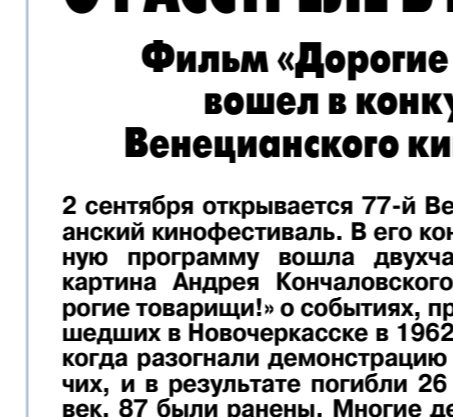 О РАССТРЕЛЕ В
Фильм «Дорогие
вошел в конку
Венецианского ки
2 сентября открывается 77-й Ве
анский кинофестиваль. В его кон
ную программу вошла двухча
картина Андрея Кончаловского
рогие товарищи!» о событиях, пр
шедших в Новочеркасске в 1962
когда разогнали демонстрацию
чих, и в результате погибли 26
век, 87 были ранены. Многие де